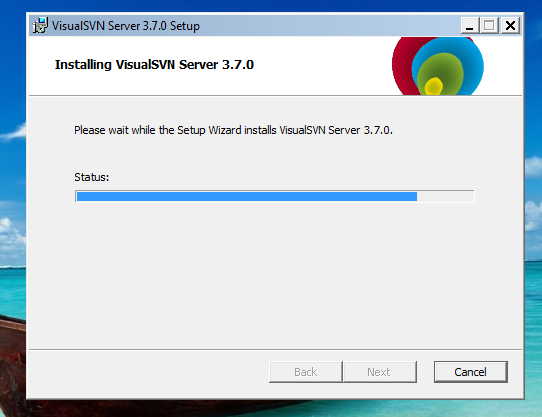 VisualSVN Server 3.7.0 Setup
Installing VisualSVN Server 3.7.0
Please wait while the Setup Wizard installs VisualSVN Server 3.7.0.
Status:
Back Next Cancel